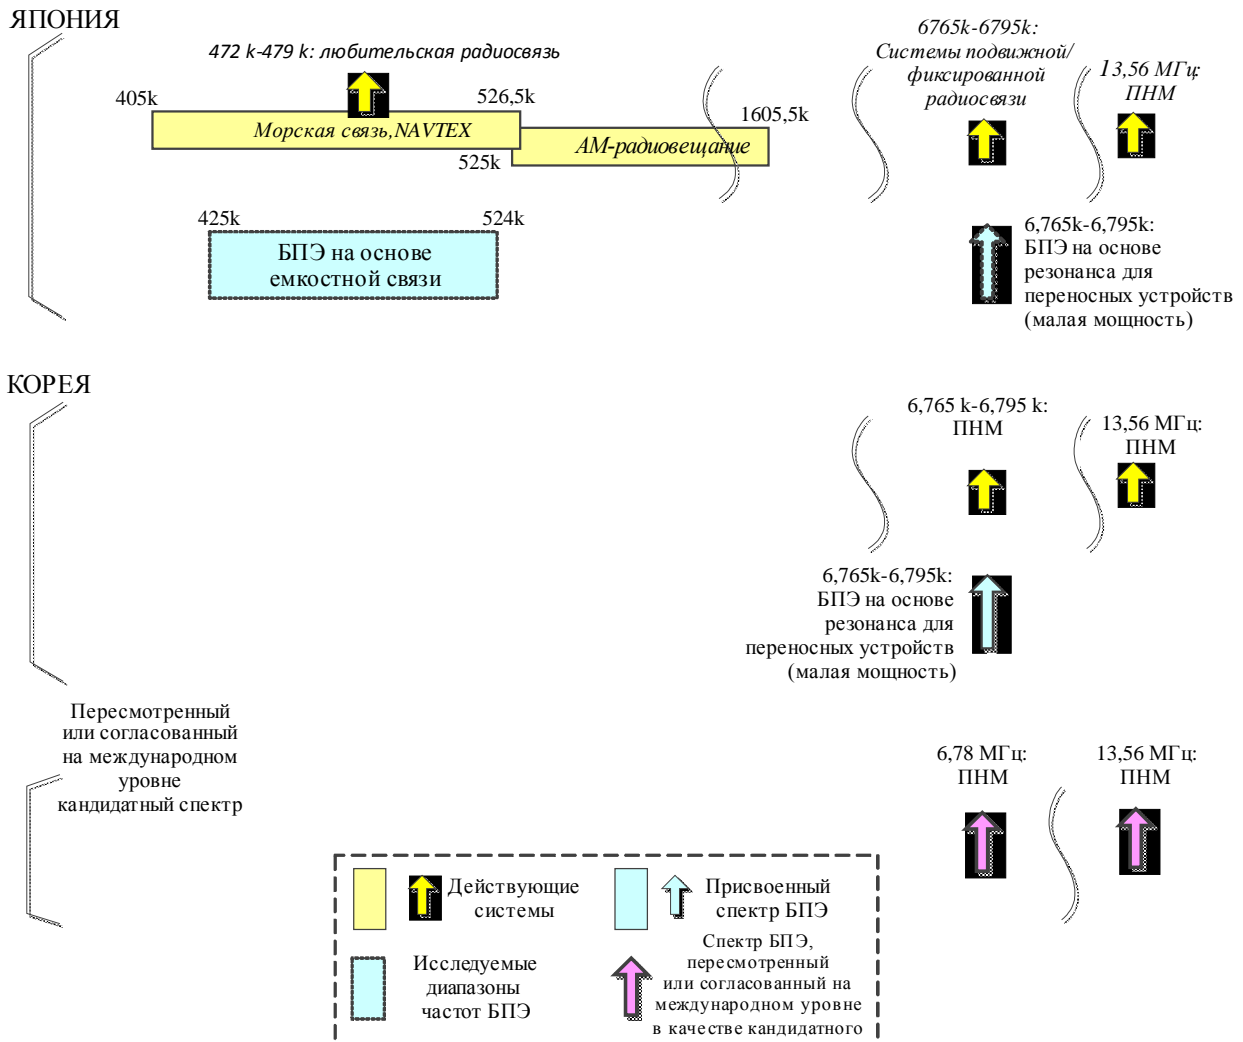 ЯПОНИЯ
472 k-479 k: любительская радиосвязь
405k
526,5k
Морская связь,NAVTEX
525k
1605,5k
АМ-радиовещание
6765k-6795k:
Системы подвижной/
фиксированной
радиосвязи
13,56 МГц:
ПНМ
425k
524k
БПЭ на основе
емкостной связи
6,765k-6,795k:
БПЭ на основе
резонанса для
переносных устройств
(малая мощность)
КОРЕЯ
6,765 k-6,795 k:
ПНМ
13,56 МГц:
ПНМ
6,765k-6,795k:
БПЭ на основе
резонанса для
переносных устройств
(малая мощность)
Пересмотренный
или согласованный
на международном
уровне
кандидатный спектр
6,78 МГц:
ПНМ
13,56 МГц:
ПНМ
Действующие
системы
Присвоенный
спектр БПЭ
Исследуемые
диапазоны
частот БПЭ
Спектр БПЭ,
пересмотренный
или согласованный на
международном уровне
в качестве кандидатного